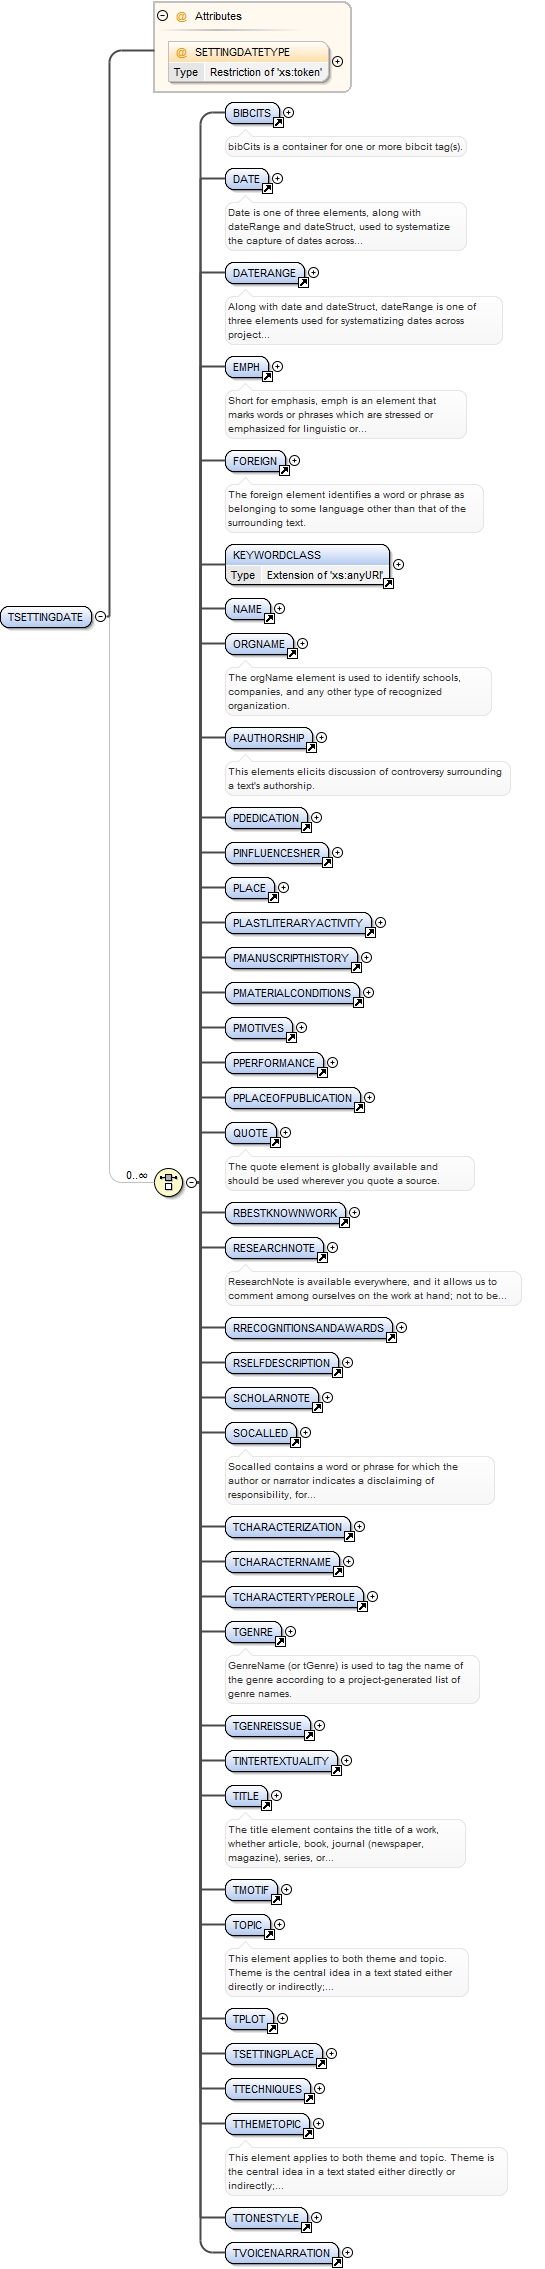 Attributes
@ SETTINGDATETYPE
Type Restriction of 'xs:token'
BIBCITS
bibCits is a container for one or more bibcit tag(s).
DATE
Date is one of three elements, along with
dateRange and dateStruct, used to systematize
the capture of dates across...
DATERANGE
Along with date and dateStruct, dateRange is one of
three elements used for systematizing dates across
project...
EMPH
Short for emphasis, emph is an element that
marks words or phrases which are stressed or
emphasized for linguistic or...
FOREIGN
The foreign element identifies a word or phrase as
belonging to some language other than that of the
surrounding text.
KEYWORDCLASS
Type Extension of 'xs:anyURI'
TSETTINGDATE
NAME
ORGNAME
The orgName element is used to identify schools,
companies, and any other type of recognized
organization.
PAUTHORSHIP
This elements elicits discussion of controversy surrounding
a text's authorship.
PDEDICATION
PINFLUENCESHER
PLACE
PLASTLITERARYACTIVITY
PMANUSCRIPTHISTORY
PMATERIALCONDITIONS
PMOTIVES
PPERFORMANCE
PPLACEOFPUBLICATION
QUOTE
The quote element is globally available and
should be used wherever you quote a source.
0..∞
RBESTKNOWNWORK
RESEARCHNOTE
ResearchNote is available everywhere, and it allows us to
comment among ourselves on the work at hand; not to be...
RRECOGNITIONSANDAWARDS
RSELFDESCRIPTION
SCHOLARNOTE
SOCALLED
Socalled contains a word or phrase for which the
author or narrator indicates a disclaiming of
responsibility, for...
TCHARACTERIZATION
TCHARACTERNAME
TCHARACTERTYPEROLE
TGENRE
GenreName (or tGenre) is used to tag the name of
the genre according to a project-generated list of
genre names.
TGENREISSUE
TINTERTEXTUALITY
TITLE
The title element contains the title of a work,
whether article, book, journal (newspaper,
magazine), series, or...
TMOTIF
TOPIC
This element applies to both theme and topic.
Theme is the central idea in a text stated either
directly or indirectly;...
TPLOT
TSETTINGPLACE
TTECHNIQUES
TTHEMETOPIC
This element applies to both theme and topic. Theme is
the central idea in a text stated either directly or
indirectly;...
TTONESTYLE
TVOICENARRATION